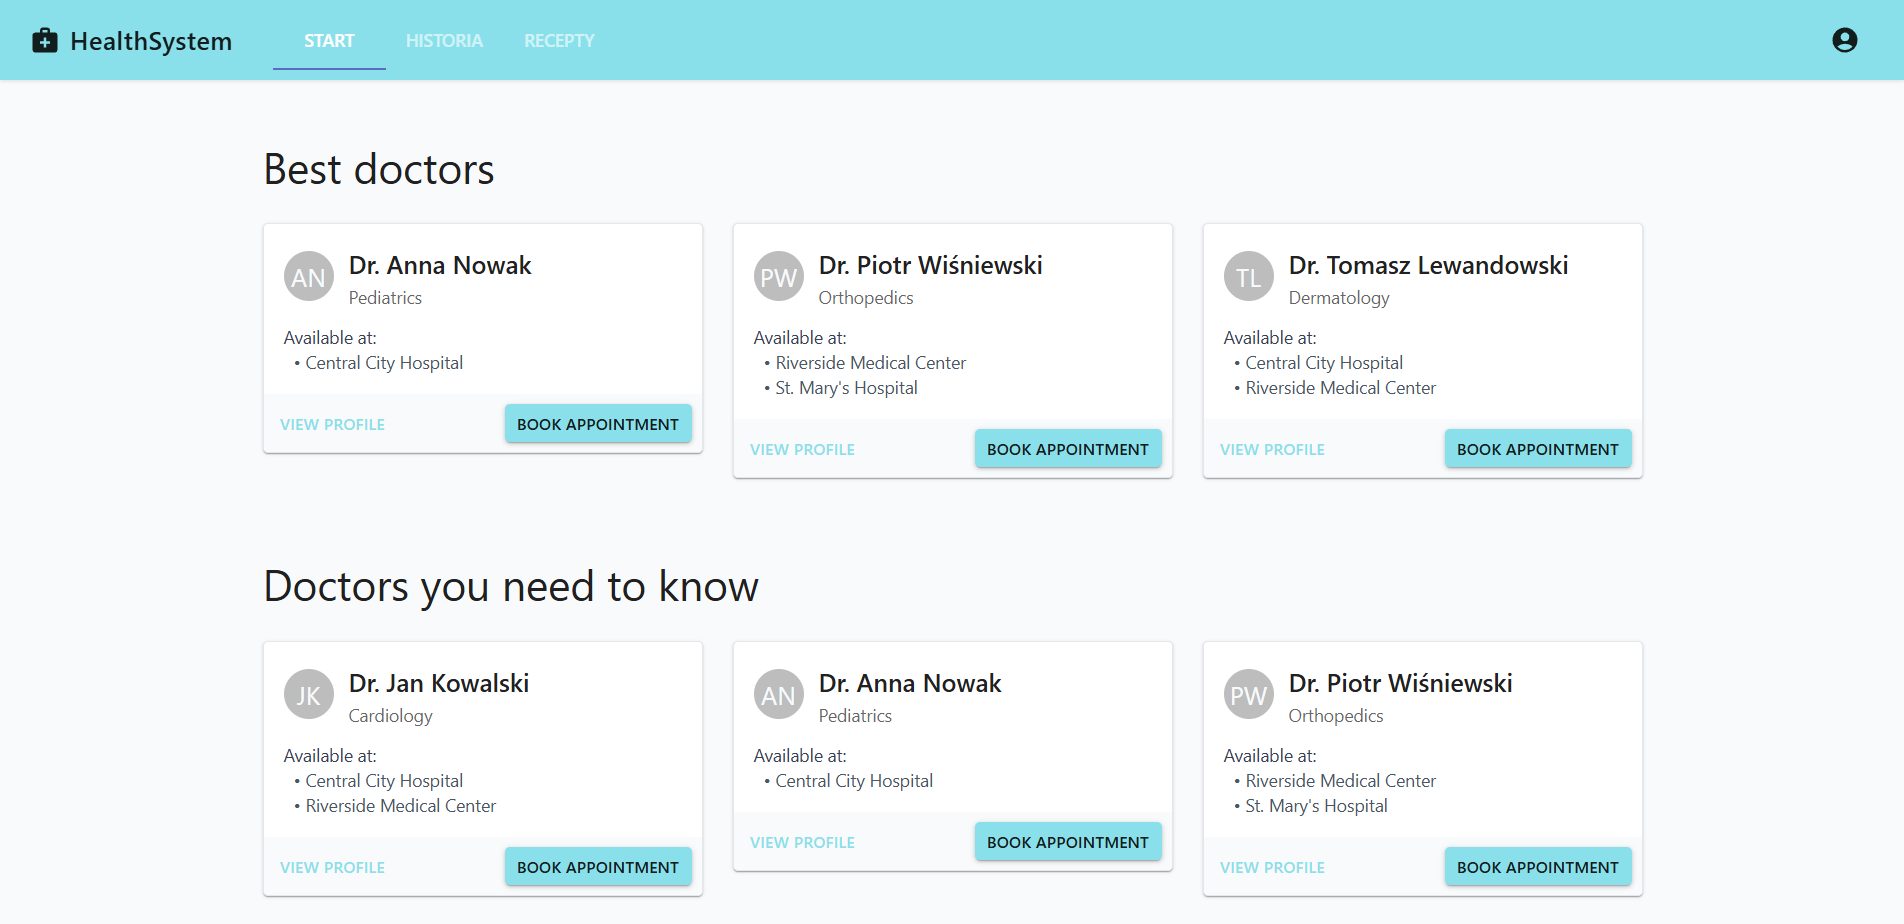 HealthSystem START HISTORIA RECEPTY
Best doctors
AN Dr. Anna Nowak
Pediatrics
Available at:
• Central City Hospital
VIEW PROFILE BOOK APPOINTMENT
PW Dr. Piotr Wiśniewski
Orthopedics
Available at:
• Riverside Medical Center
• St. Mary's Hospital
VIEW PROFILE BOOK APPOINTMENT
TL Dr. Tomasz Lewandowski
Dermatology
Available at:
• Central City Hospital
• Riverside Medical Center
VIEW PROFILE BOOK APPOINTMENT
Doctors you need to know
JK Dr. Jan Kowalski
Cardiology
Available at:
• Central City Hospital
• Riverside Medical Center
VIEW PROFILE BOOK APPOINTMENT
AN Dr. Anna Nowak
Pediatrics
Available at:
• Central City Hospital
VIEW PROFILE BOOK APPOINTMENT
PW Dr. Piotr Wiśniewski
Orthopedics
Available at:
• Riverside Medical Center
• St. Mary's Hospital
VIEW PROFILE BOOK APPOINTMENT